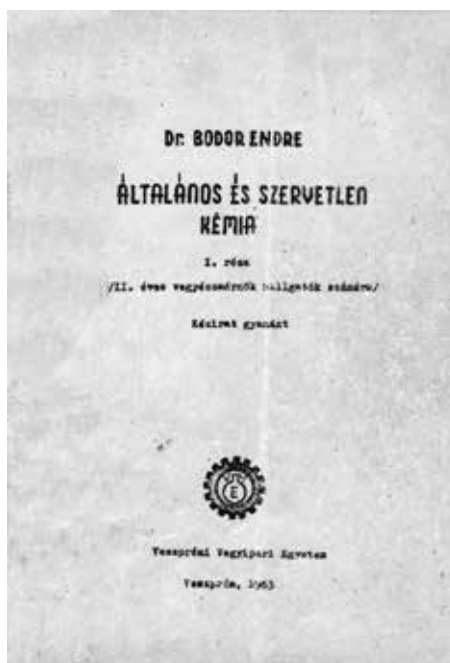 Dr. BODOR ENDRE
ÁLTALÁNOS ÉS SZERVETLEN
KÉMIA
I. rész
/II. éves vegyészmérnök hallgatók számára/
Kézirat gyanánt
E
Veszprémi Vegyipari Egyetem
Veszprém, 1963